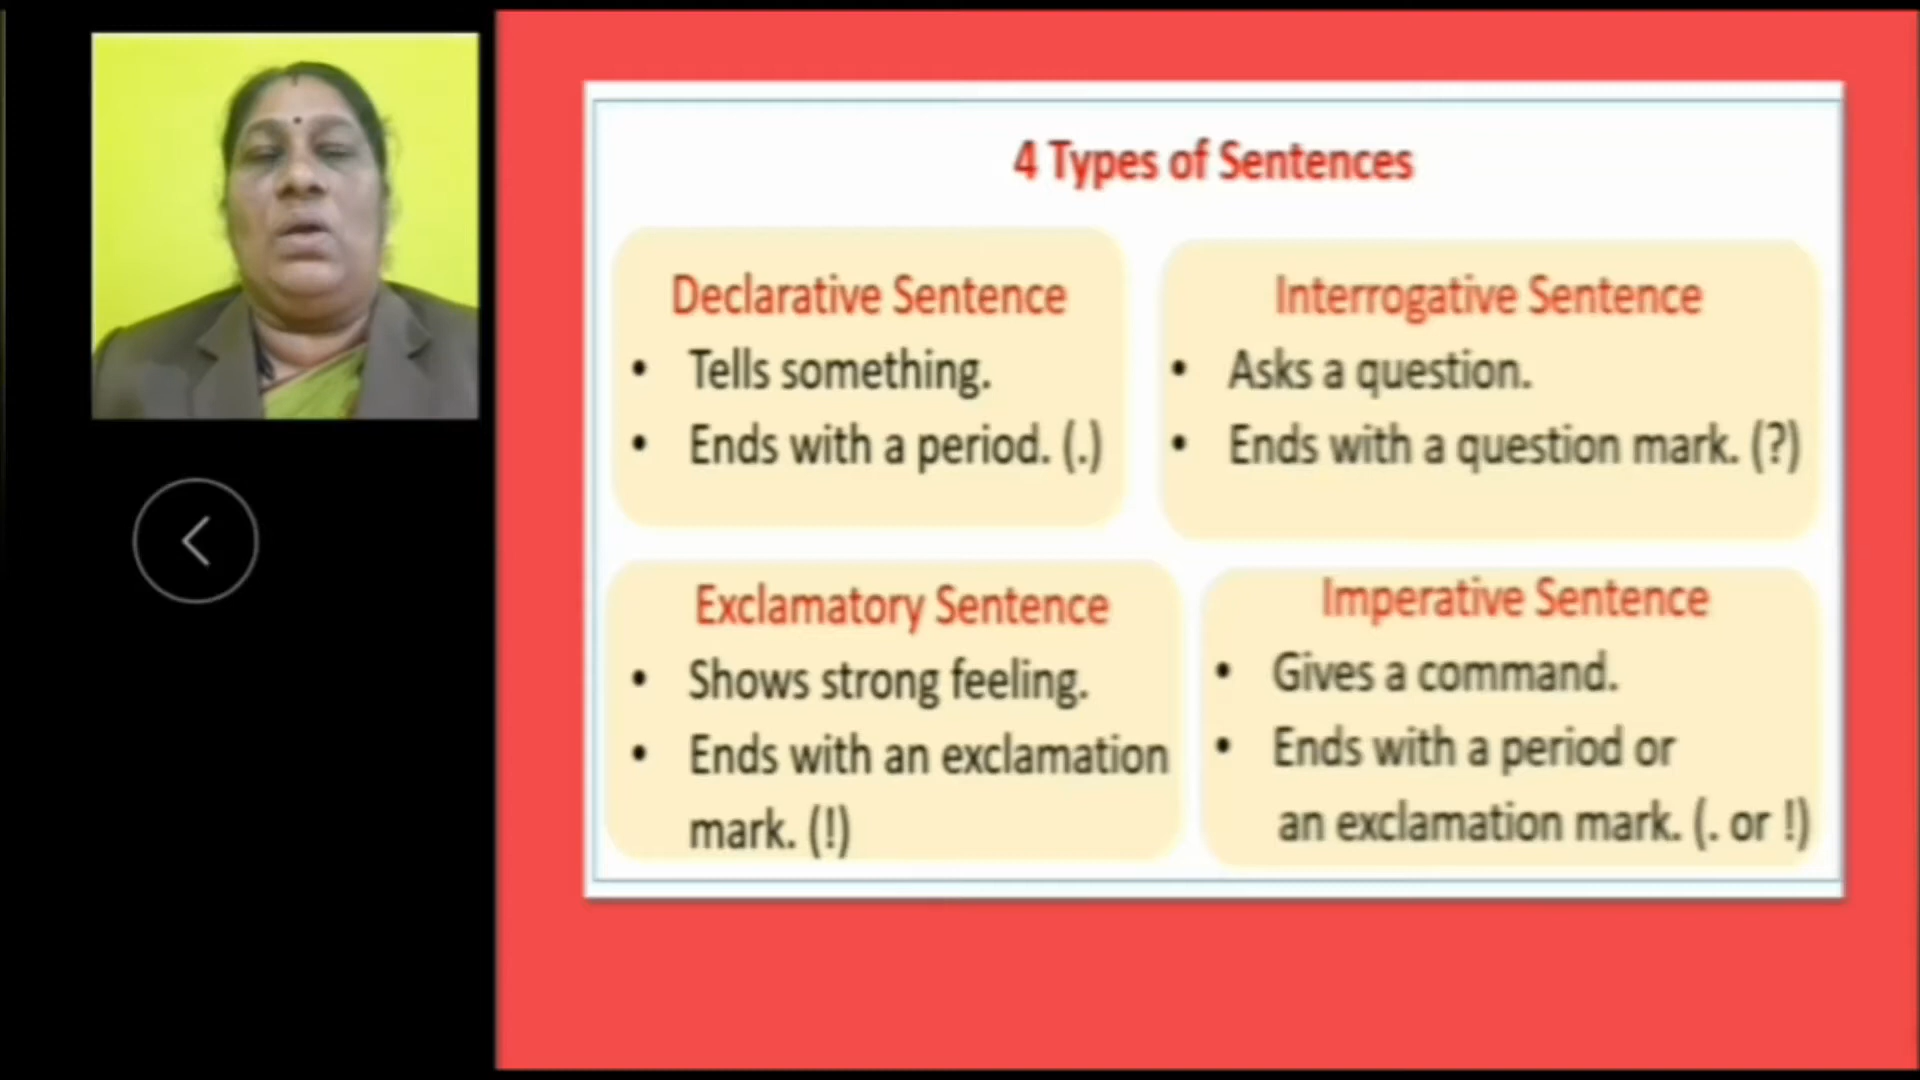 4 Types of Sentences
Declarative Sentence
• Tells something.
• Ends with a period. (.)
Interrogative Sentence
• Asks a question.
• Ends with a question mark. (?)
Exclamatory Sentence
• Shows strong feeling.
• Ends with an exclamation
mark. (!)
Imperative Sentence
• Gives a command.
• Ends with a period or
an exclamation mark. (. or !)